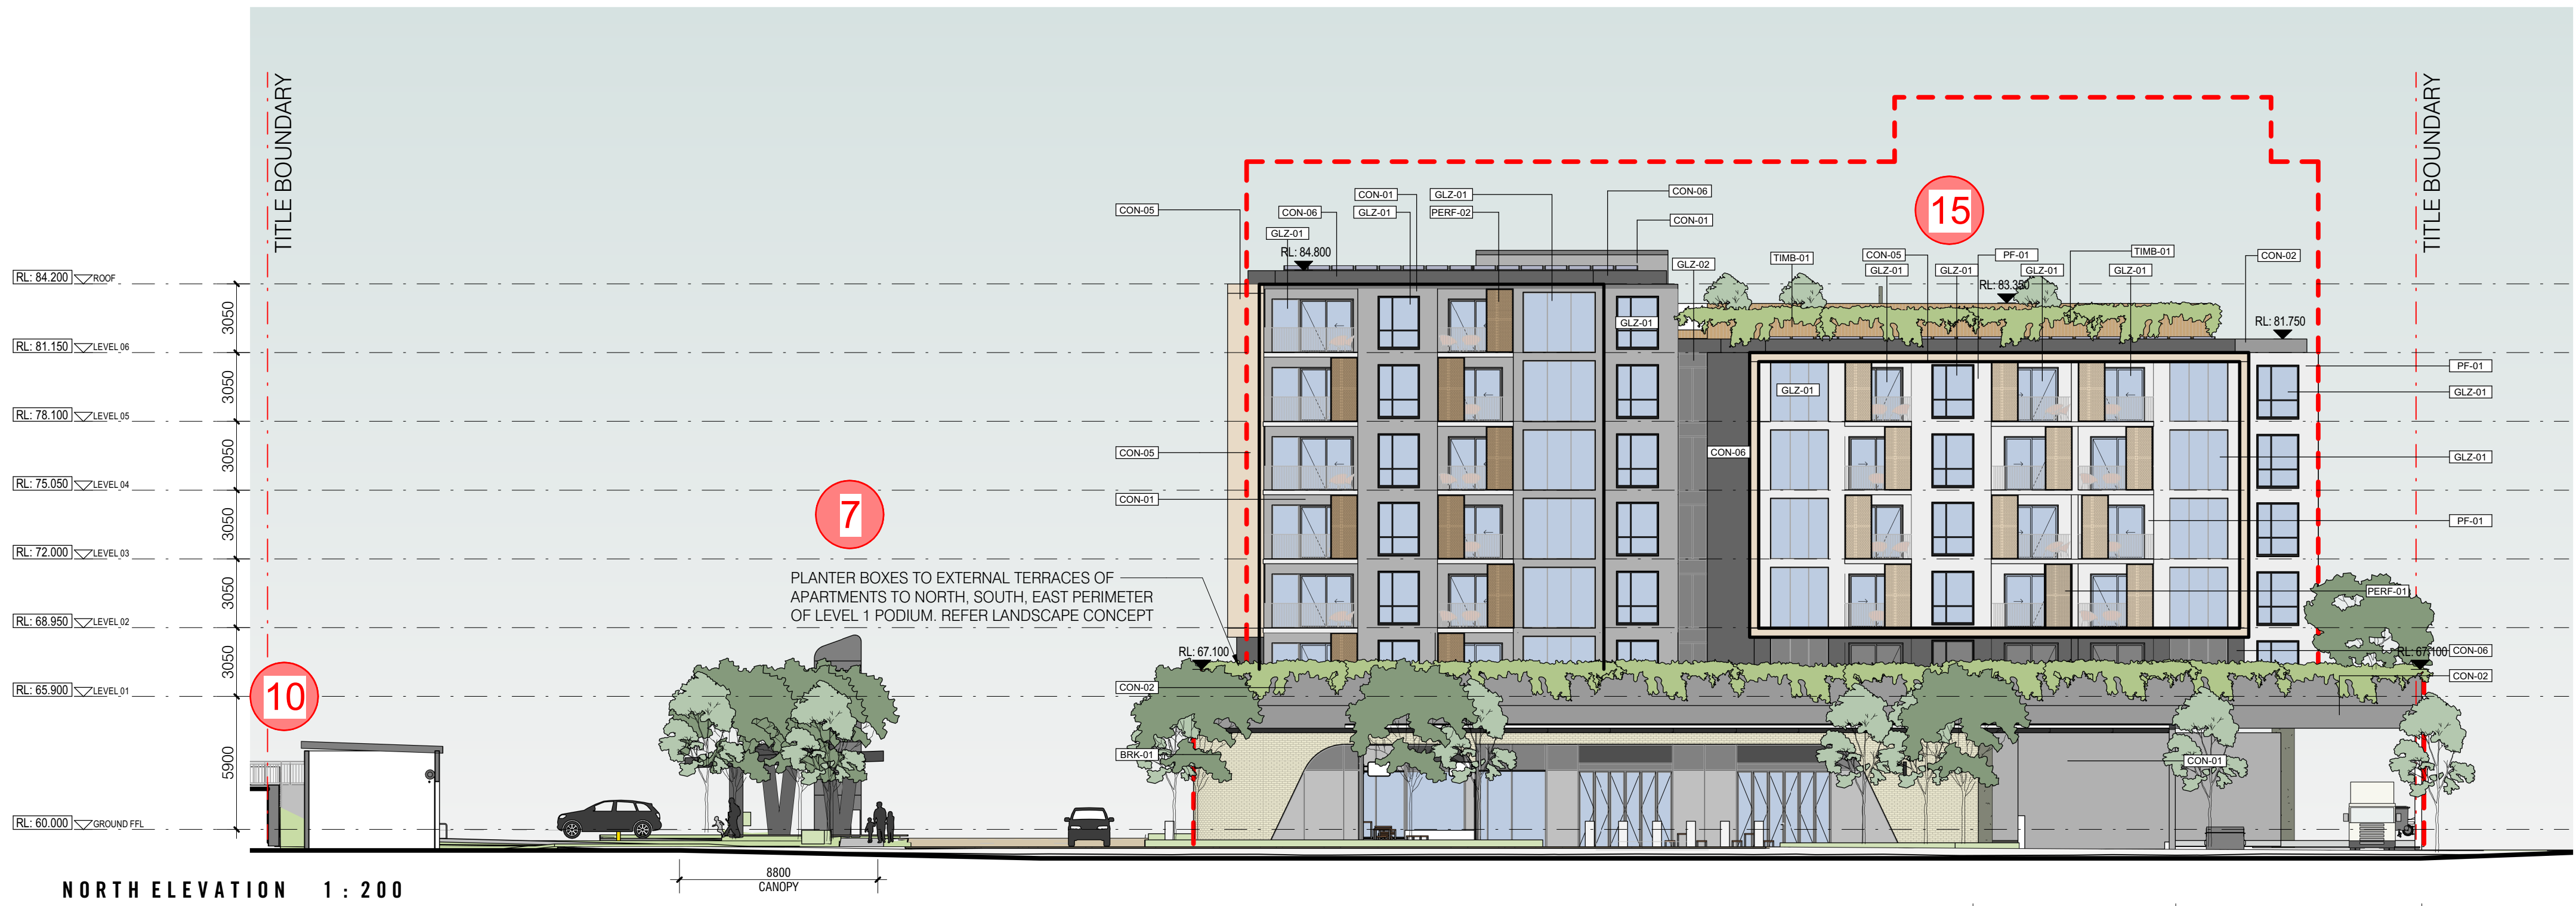 TITLE BOUNDARY
TITLE BOUNDARY
15
CON-01
GLZ-01
CON-06
CON-05
CON-06
GLZ-01
PERF-02
CON-01
GLZ-01
RL: 84.800
GLZ-02
TIMB-01
CON-05
PF-01
TIMB-01
CON-02
GLZ-01
GLZ-01
GLZ-01
GLZ-01
RL: 84.200 ROOF
RL: 83.350
3050
GLZ-01
RL: 81.750
RL: 81.150 LEVEL 06
3050
PF-01
GLZ-01
GLZ-01
RL: 78.100 LEVEL 05
3050
CON-05
CON-06
GLZ-01
RL: 75.050 LEVEL 04
CON-01
7
3050
PF-01
RL: 72.000 LEVEL 03
PLANTER BOXES TO EXTERNAL TERRACES OF
APARTMENTS TO NORTH, SOUTH, EAST PERIMETER
OF LEVEL 1 PODIUM. REFER LANDSCAPE CONCEPT
3050
PERF-01
RL: 68.950 LEVEL 02
3050
RL: 67.100
RL: 67.100
CON-06
CON-02
CON-02
RL: 65.900 LEVEL 01
10
5900
BRK-01
CON-01
RL: 60.000 GROUND FFL
8800
CANOPY
NORTH ELEVATION 1 : 200